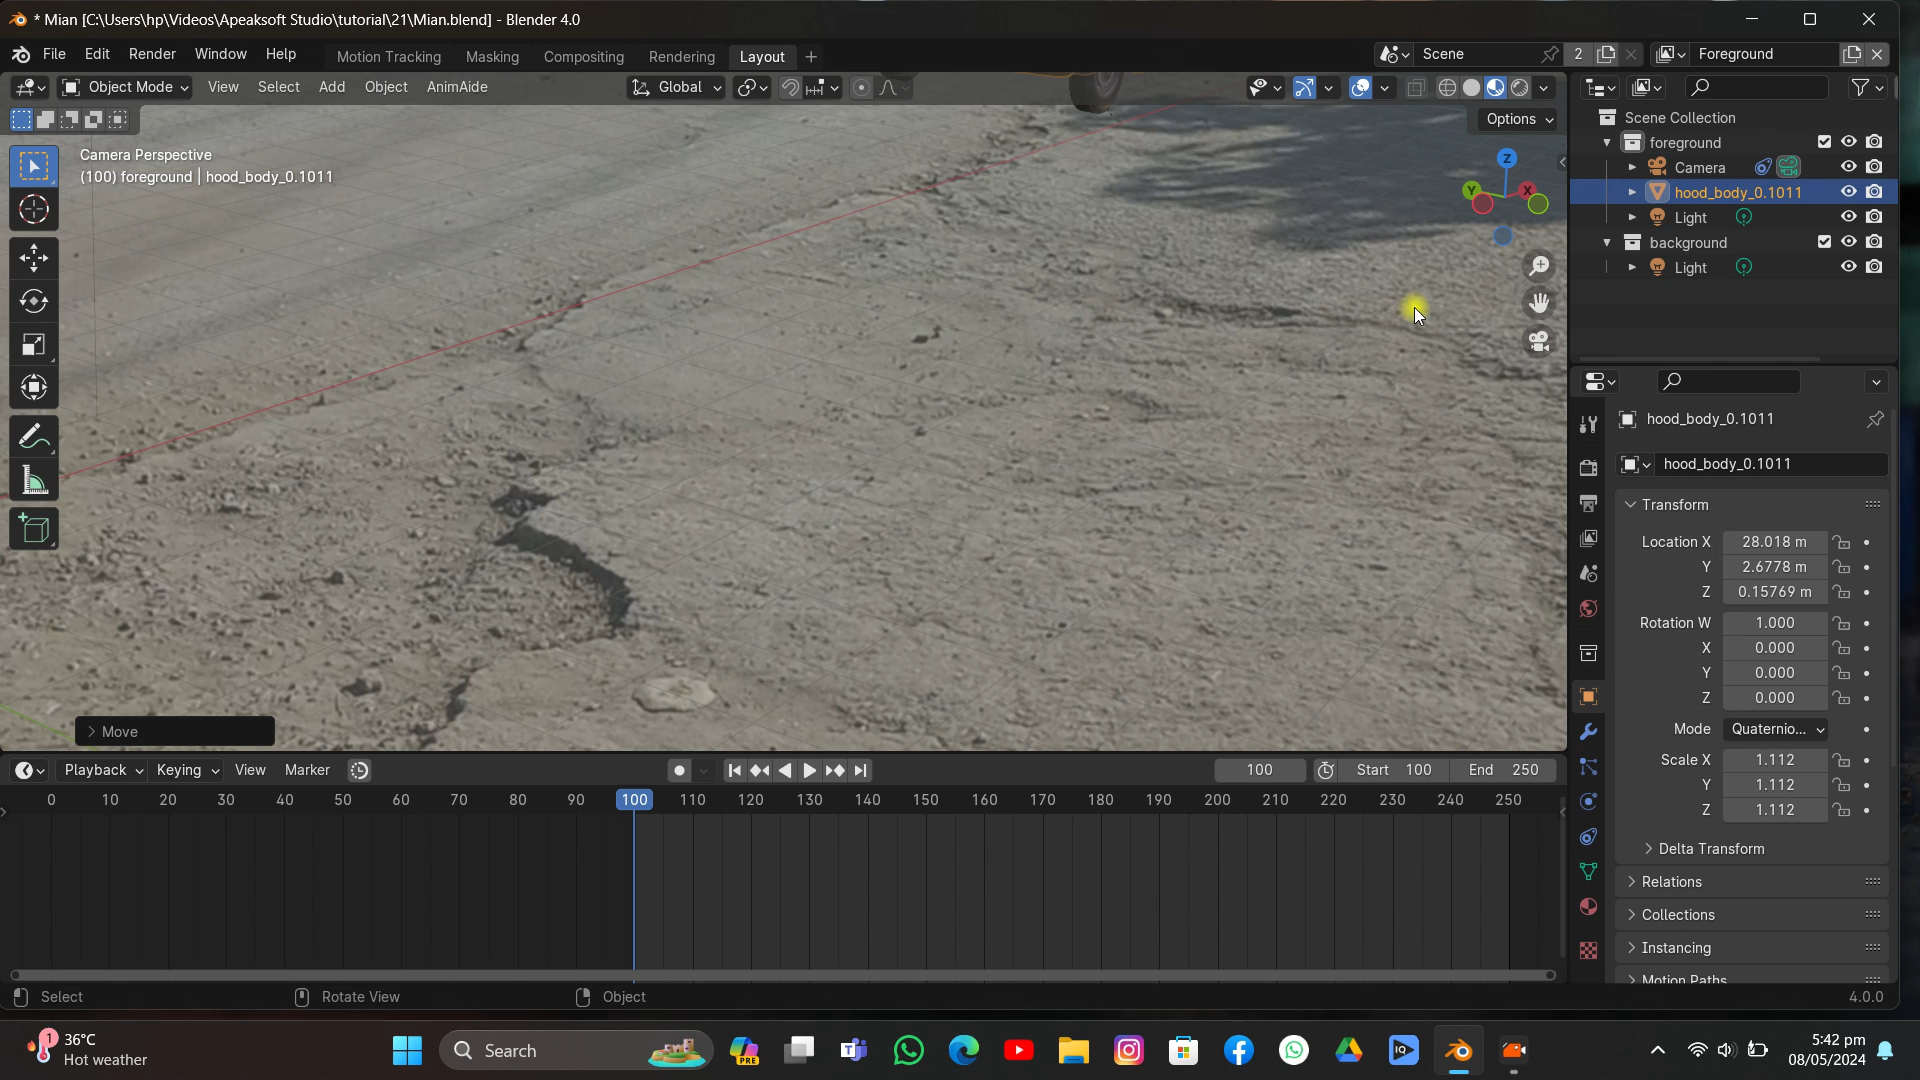 * Mian [C:\Users\hp\Videos\Apeaksoft Studio\tutorial\21\Mian.blend] - Blender 4.0
File Edit Render Window Help Motion Tracking Masking Compositing Rendering Layout + Scene 2 Foreground
Object Mode View Select Add Object AnimAide Global
Options
Camera Perspective
(100) foreground | hood_body_0.1011
Z
Y
X
Scene Collection
foreground
Camera
hood_body_0.1011
Light
background
Light
hood_body_0.1011
hood_body_0.1011
Transform
Location X 28.018 m
Y 2.6778 m
Z 0.15769 m
Rotation W 1.000
X 0.000
Y 0.000
Z 0.000
Mode Quaternio...
Scale X 1.112
Y 1.112
Z 1.112
Delta Transform
Relations
Collections
Instancing
Motion Paths
Move
Playback Keying View Marker 100 Start 100 End 250
0 10 20 30 40 50 60 70 80 90 100 110 120 130 140 150 160 170 180 190 200 210 220 230 240 250
Select Rotate View Object 4.0.0
1
36°C
Hot weather
Search
PRE
IQ
5:42 pm
08/05/2024